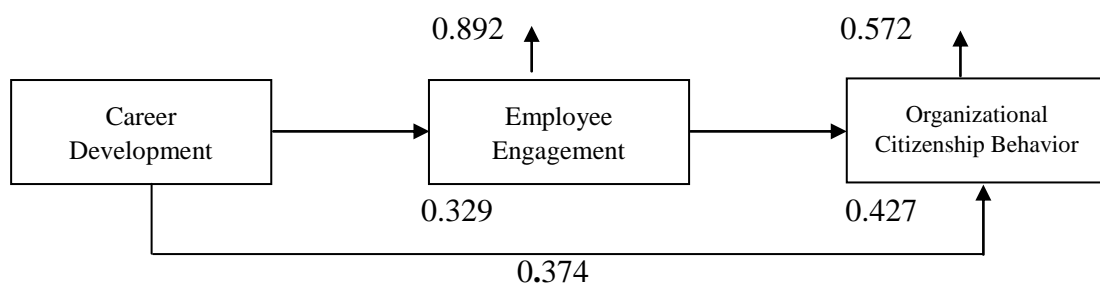 0.892
0.572
Career
Development
Employee
Engagement
Organizational
Citizenship Behavior
0.329
0.427
0.374